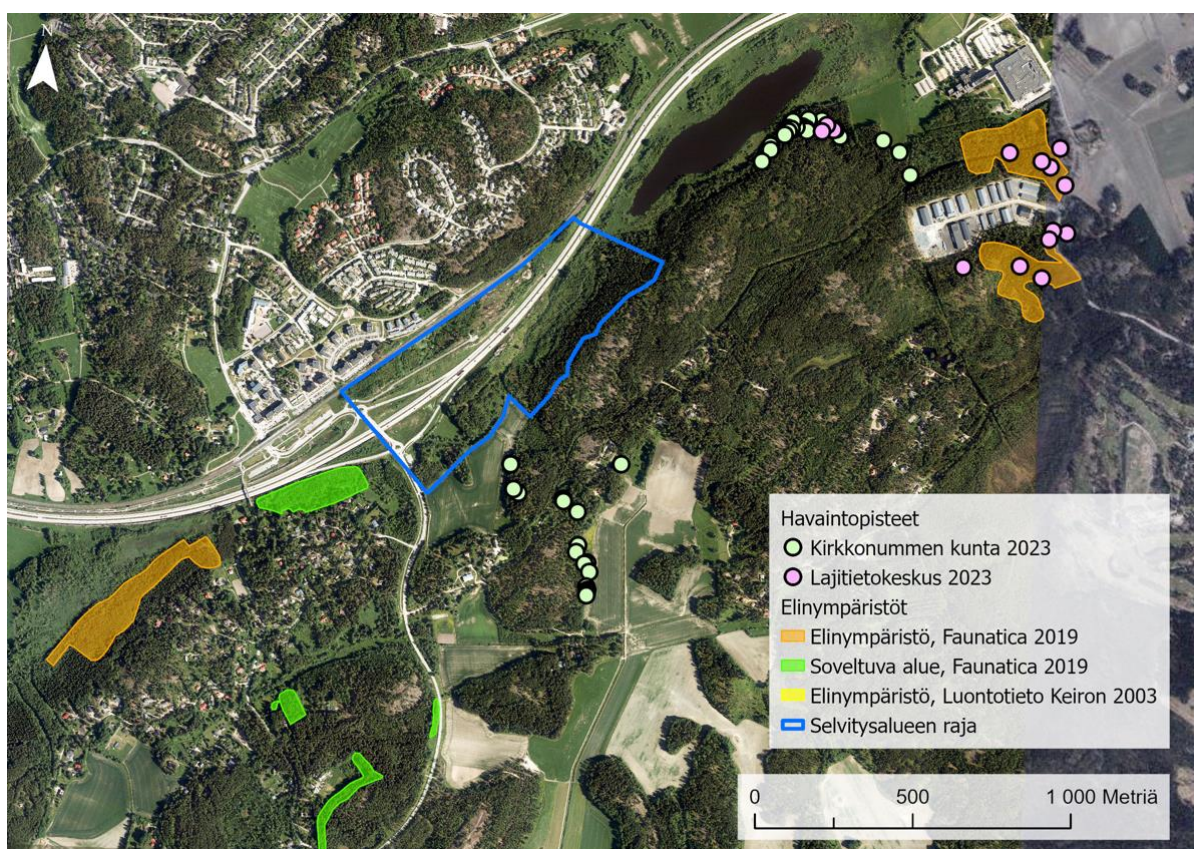 N
Havaintopisteet
Kirkkonummen kunta 2023
Lajitietokeskus 2023
Elinympäristöt
Elinympäristö, Faunatica 2019
Soveltuva alue, Faunatica 2019
Elinympäristö, Luontotieto Keiron 2003
Selvitysalueen raja
0 500 1 000 Metriä